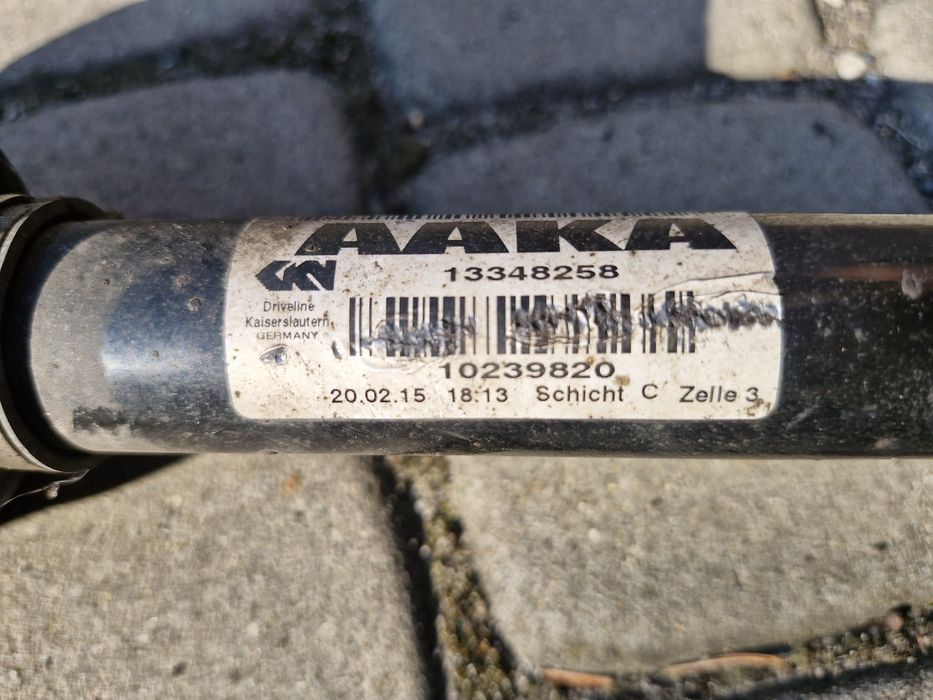 AAKA
GKN
13348258
Driveline
Kaiserslautern
GERMANY
10239820
20.02.15 18:13 Schicht C Zelle 3